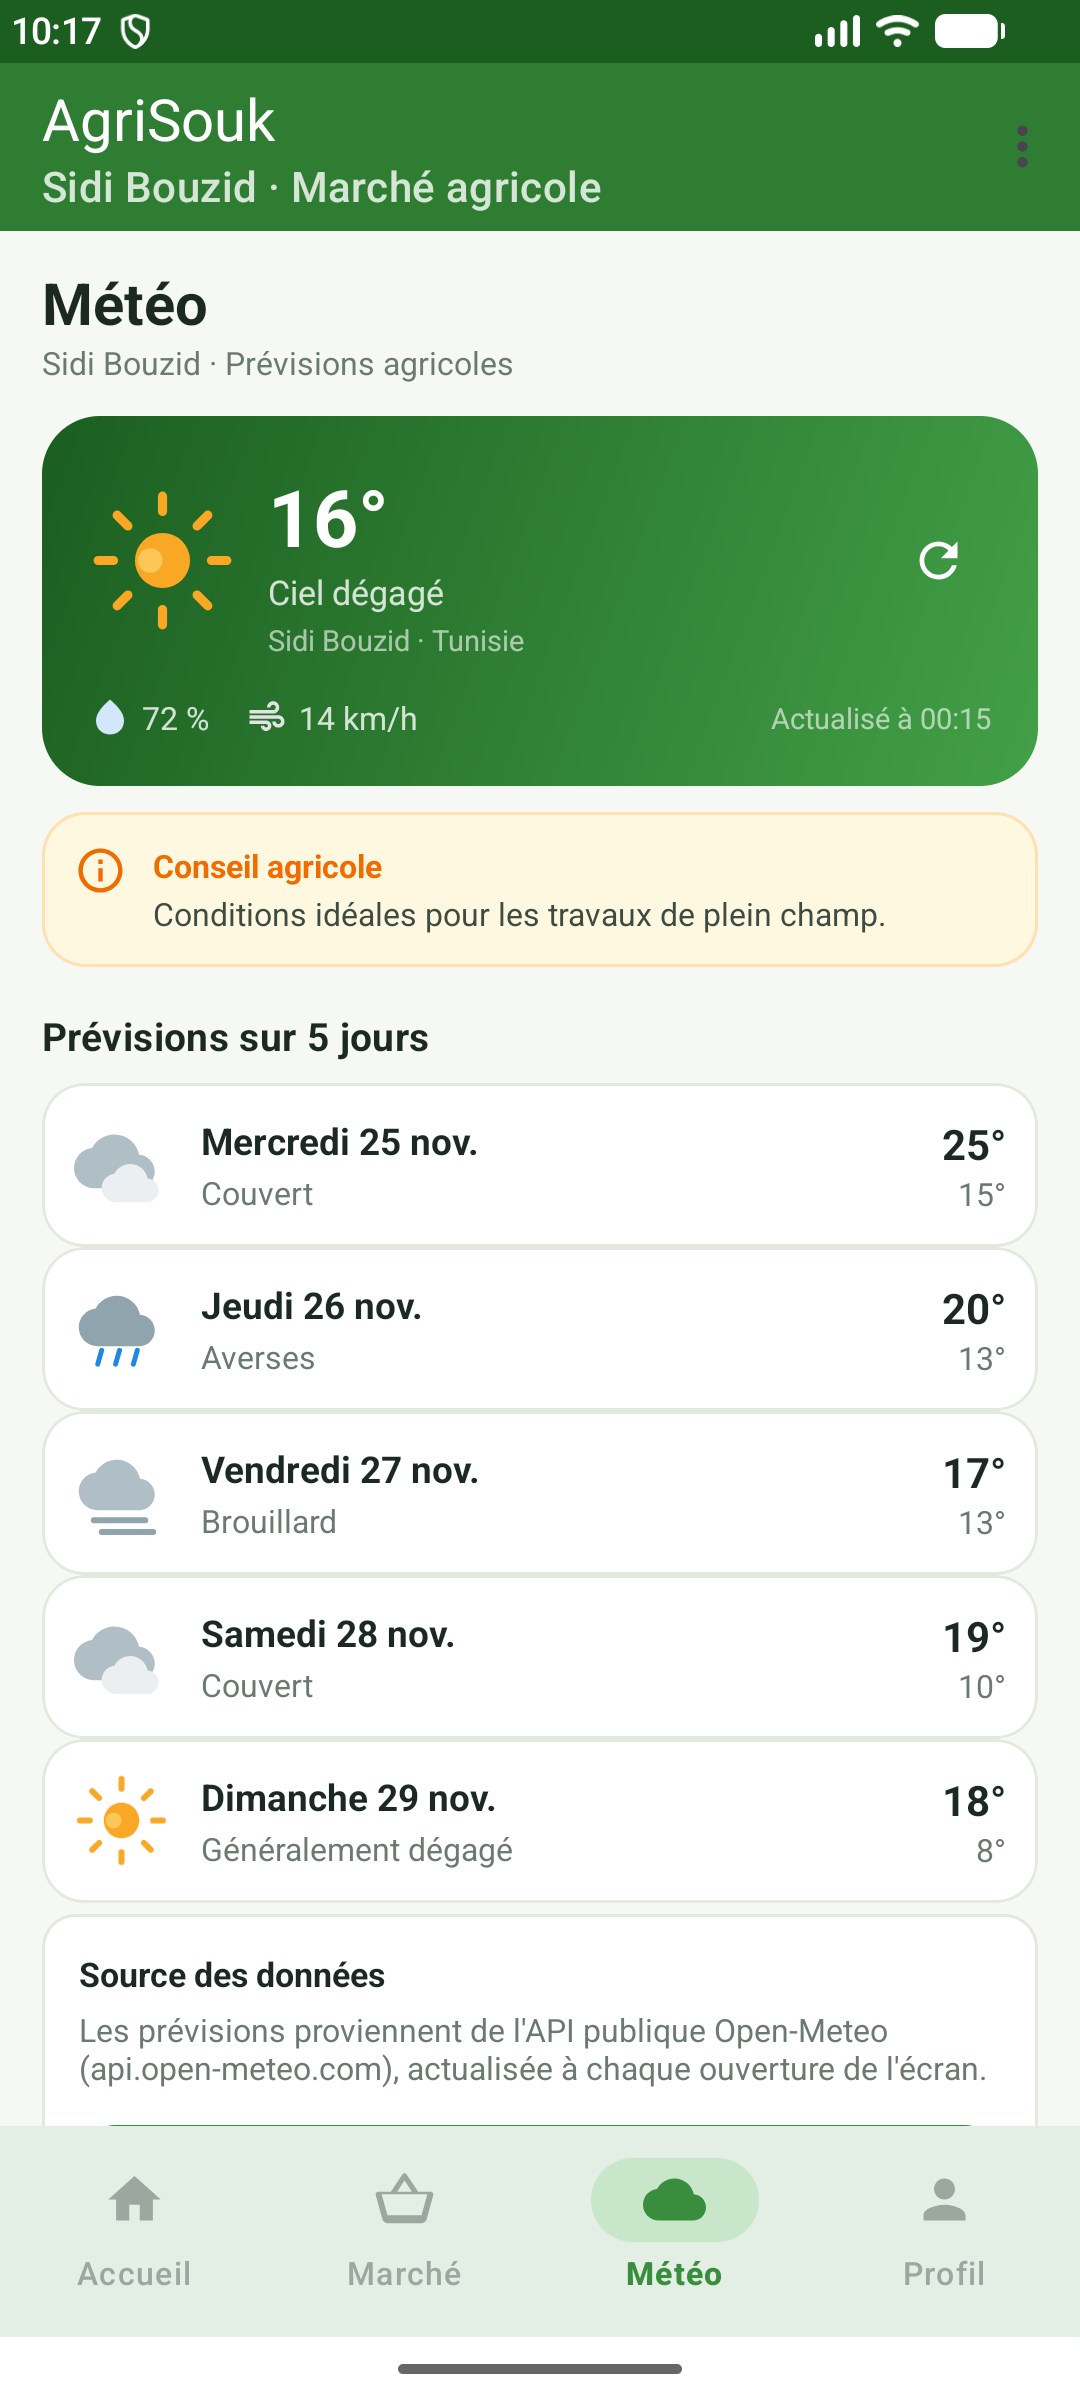 10:17
AgriSouk
Sidi Bouzid · Marché agricole
Météo
Sidi Bouzid · Prévisions agricoles
16°
Ciel dégagé
Sidi Bouzid · Tunisie
72 %
14 km/h
Actualisé à 00:15
Conseil agricole
Conditions idéales pour les travaux de plein champ.
Prévisions sur 5 jours
Mercredi 25 nov.
25°
Couvert
15°
Jeudi 26 nov.
20°
Averses
13°
Vendredi 27 nov.
17°
Brouillard
13°
Samedi 28 nov.
19°
Couvert
10°
Dimanche 29 nov.
18°
Généralement dégagé
8°
Source des données
Les prévisions proviennent de l'API publique Open-Meteo
(api.open-meteo.com), actualisée à chaque ouverture de l'écran.
Accueil
Marché
Météo
Profil